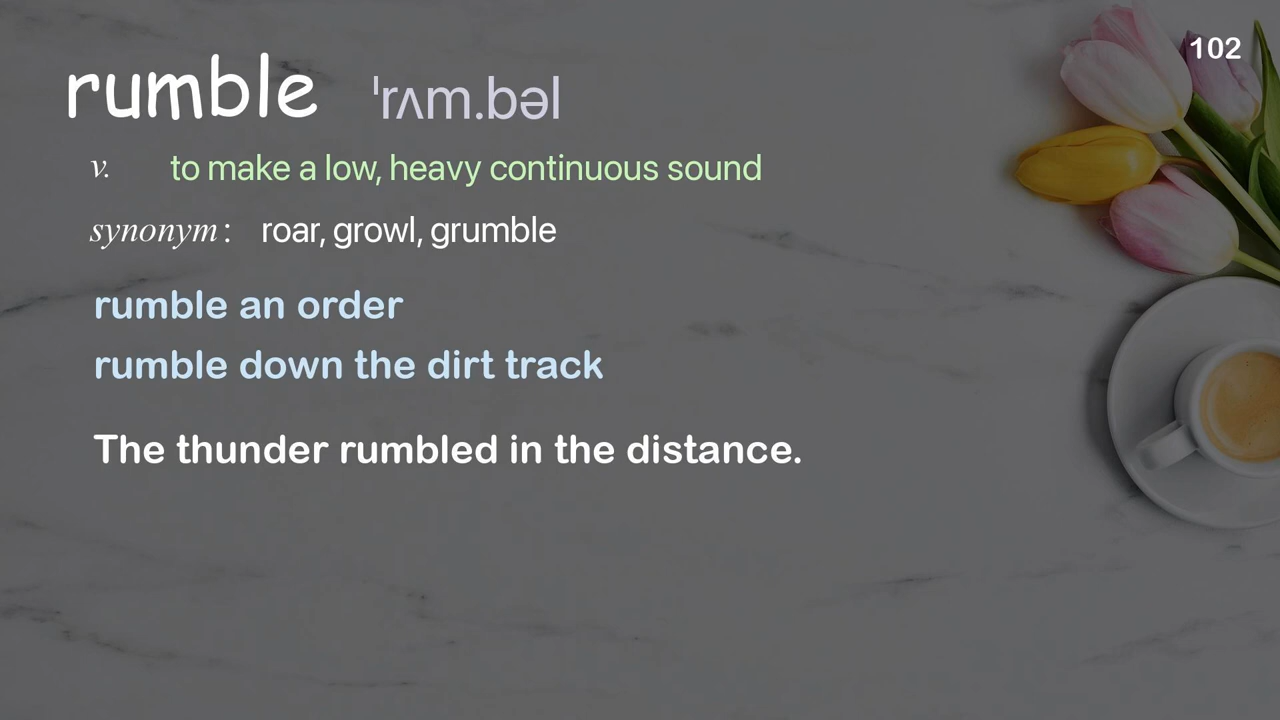 102
rumble ˈrʌm.bəl
v. to make a low, heavy continuous sound
synonym: roar, growl, grumble
rumble an order
rumble down the dirt track
The thunder rumbled in the distance.